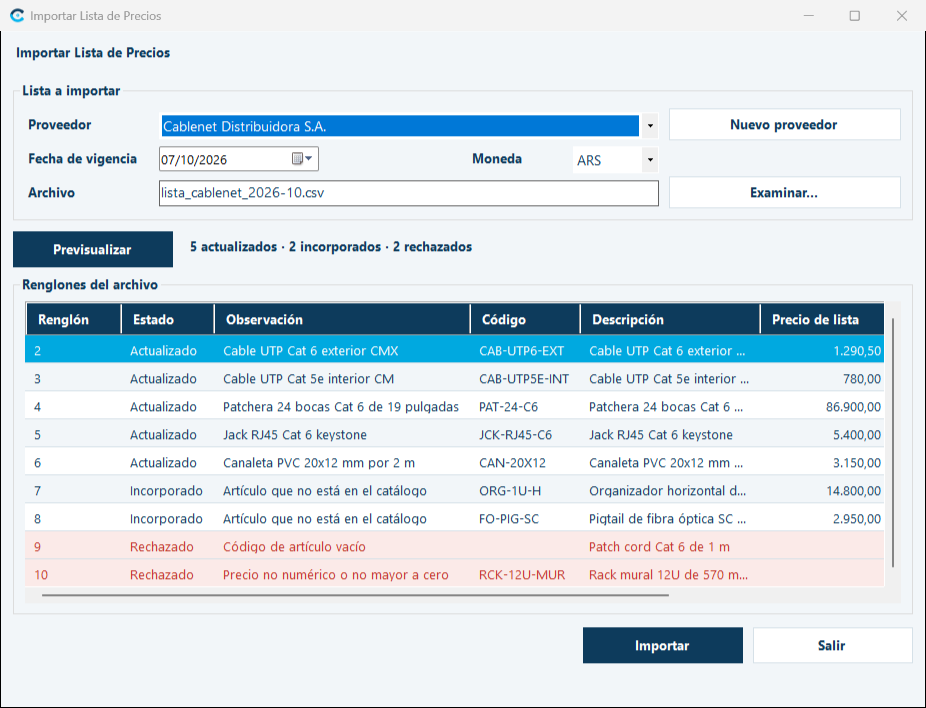 Importar Lista de Precios
Importar Lista de Precios
Lista a importar
Proveedor Cablenet Distribuidora S.A. Nuevo proveedor
Fecha de vigencia 07/10/2026 Moneda ARS
Archivo lista_cablenet_2026-10.csv Examinar...
Previsualizar 5 actualizados · 2 incorporados · 2 rechazados
Renglones del archivo
Renglón Estado Observación Código Descripción Precio de lista
2 Actualizado Cable UTP Cat 6 exterior CMX CAB-UTP6-EXT Cable UTP Cat 6 exterior ... 1.290,50
3 Actualizado Cable UTP Cat 5e interior CM CAB-UTP5E-INT Cable UTP Cat 5e interior ... 780,00
4 Actualizado Patchera 24 bocas Cat 6 de 19 pulgadas PAT-24-C6 Patchera 24 bocas Cat 6 ... 86.900,00
5 Actualizado Jack RJ45 Cat 6 keystone JCK-RJ45-C6 Jack RJ45 Cat 6 keystone 5.400,00
6 Actualizado Canaleta PVC 20x12 mm por 2 m CAN-20X12 Canaleta PVC 20x12 mm ... 3.150,00
7 Incorporado Artículo que no está en el catálogo ORG-1U-H Organizador horizontal d... 14.800,00
8 Incorporado Artículo que no está en el catálogo FO-PIG-SC Pigtail de fibra óptica SC ... 2.950,00
9 Rechazado Código de artículo vacío Patch cord Cat 6 de 1 m
10 Rechazado Precio no numérico o no mayor a cero RCK-12U-MUR Rack mural 12U de 570 m...
Importar Salir